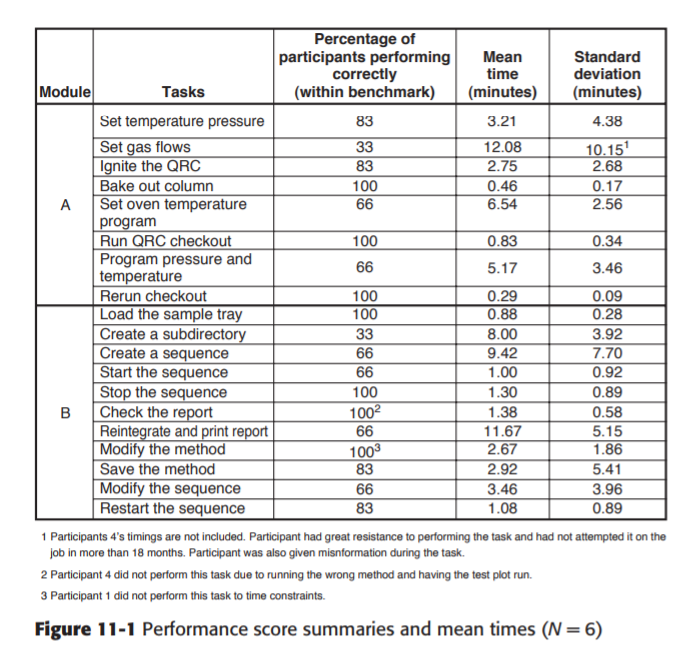 Percentage of
participants performing Mean Standard
correctly time deviation
Module Tasks (within benchmark) (minutes) (minutes)
Set temperature pressure 83 3.21 4.38
Set gas flows 33 12.08 10.15¹
Ignite the QRC 83 2.75 2.68
Bake out column 100 0.46 0.17
A Set oven temperature 66 6.54 2.56
program
Run QRC checkout 100 0.83 0.34
Program pressure and
temperature 66 5.17 3.46
Rerun checkout 100 0.29 0.09
Load the sample tray 100 0.88 0.28
Create a subdirectory 33 8.00 3.92
Create a sequence 66 9.42 7.70
Start the sequence 66 1.00 0.92
Stop the sequence 100 1.30 0.89
B Check the report 100² 1.38 0.58
Reintegrate and print report 66 11.67 5.15
Modify the method 100³ 2.67 1.86
Save the method 83 2.92 5.41
Modify the sequence 66 3.46 3.96
Restart the sequence 83 1.08 0.89
1 Participants 4's timings are not included. Participant had great resistance to performing the task and had not attempted it on the
job in more than 18 months. Participant was also given misnformation during the task.
2 Participant 4 did not perform this task due to running the wrong method and having the test plot run.
3 Participant 1 did not perform this task to time constraints.
Figure 11-1 Performance score summaries and mean times (N = 6)